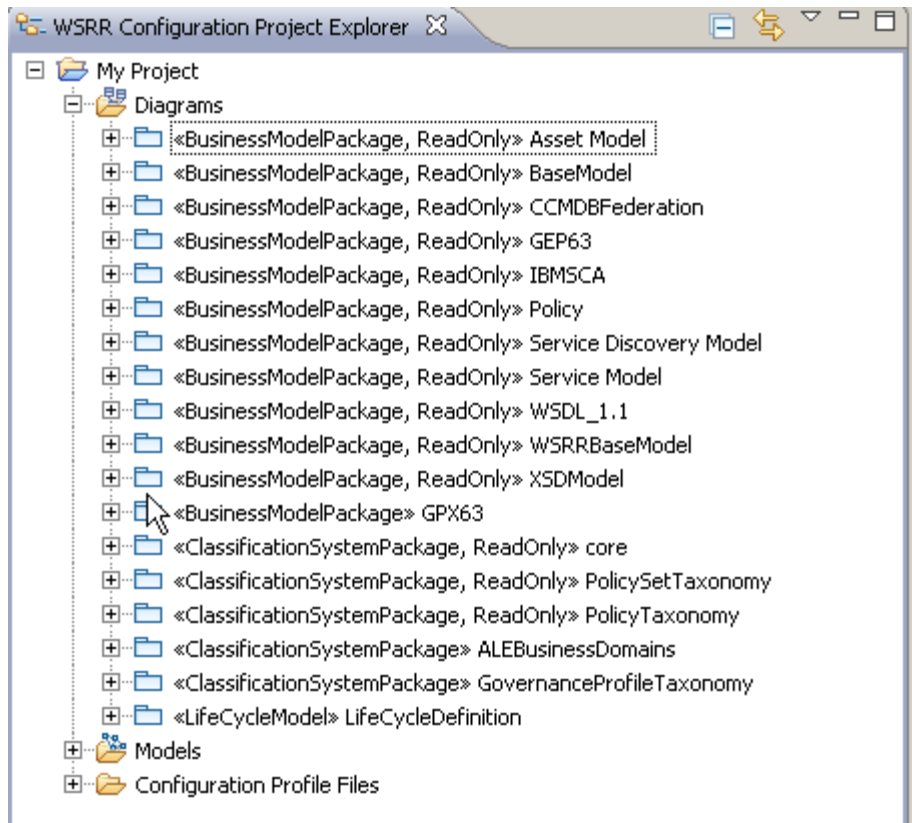 WSRR Configuration Project Explorer
My Project
Diagrams
«BusinessModelPackage, ReadOnly» Asset Model
«BusinessModelPackage, ReadOnly» BaseModel
«BusinessModelPackage, ReadOnly» CCMDBFederation
«BusinessModelPackage, ReadOnly» GEP63
«BusinessModelPackage, ReadOnly» IBMSCA
«BusinessModelPackage, ReadOnly» Policy
«BusinessModelPackage, ReadOnly» Service Discovery Model
«BusinessModelPackage, ReadOnly» Service Model
«BusinessModelPackage, ReadOnly» WSDL_1.1
«BusinessModelPackage, ReadOnly» WSRRBaseModel
«BusinessModelPackage, ReadOnly» XSDModel
«BusinessModelPackage» GPX63
«ClassificationSystemPackage, ReadOnly» core
«ClassificationSystemPackage, ReadOnly» PolicySetTaxonomy
«ClassificationSystemPackage, ReadOnly» PolicyTaxonomy
«ClassificationSystemPackage» ALEBusinessDomains
«ClassificationSystemPackage» GovernanceProfileTaxonomy
«LifeCycleModel» LifeCycleDefinition
Models
Configuration Profile Files